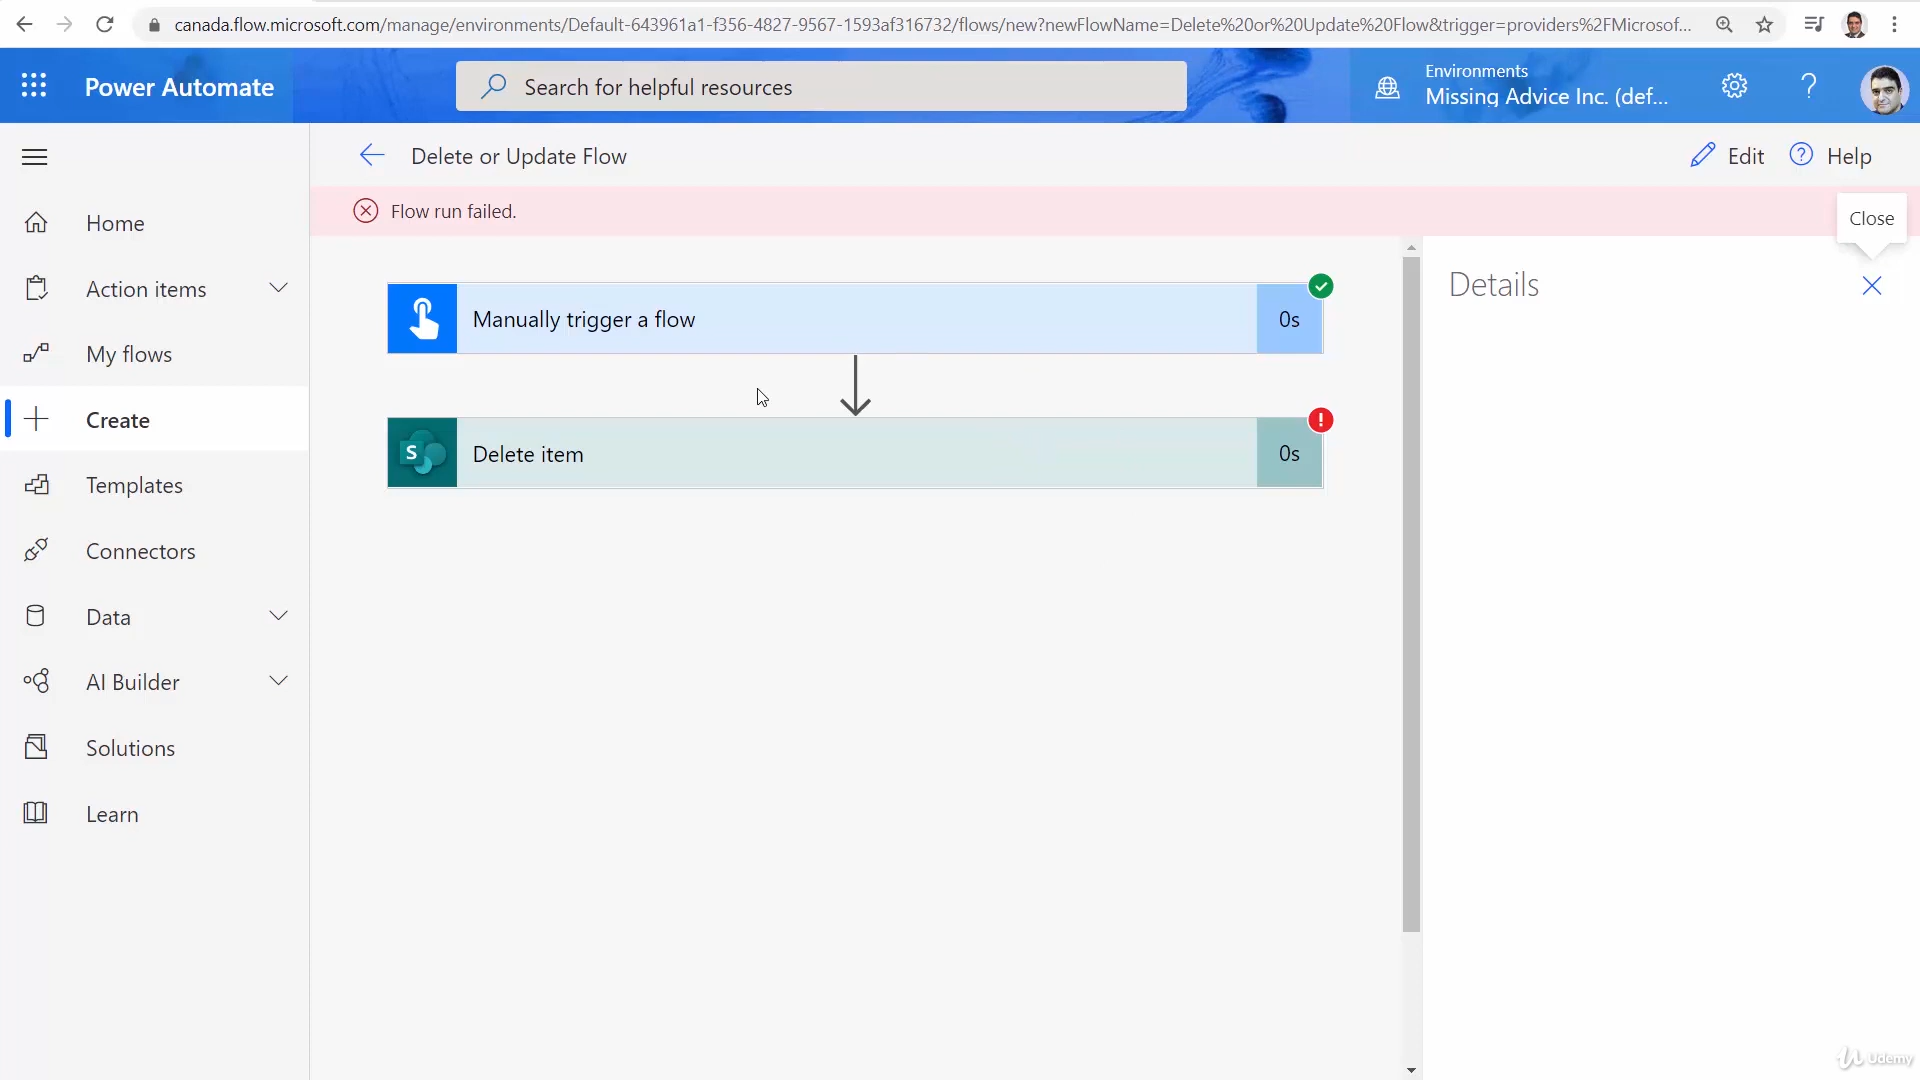 canada.flow.microsoft.com/manage/environments/Default-643961a1-f356-4827-9567-1593af316732/flows/new?newFlowName=Delete%20or%20Update%20Flow&trigger=providers%2FMicrosof...
Power Automate
Search for helpful resources
Environments
Missing Advice Inc. (def...
Delete or Update Flow
Edit
Help
Flow run failed.
Close
Home
Action items
My flows
Create
Templates
Connectors
Data
AI Builder
Solutions
Learn
Manually trigger a flow
0s
S
Delete item
0s
Details
Udemy